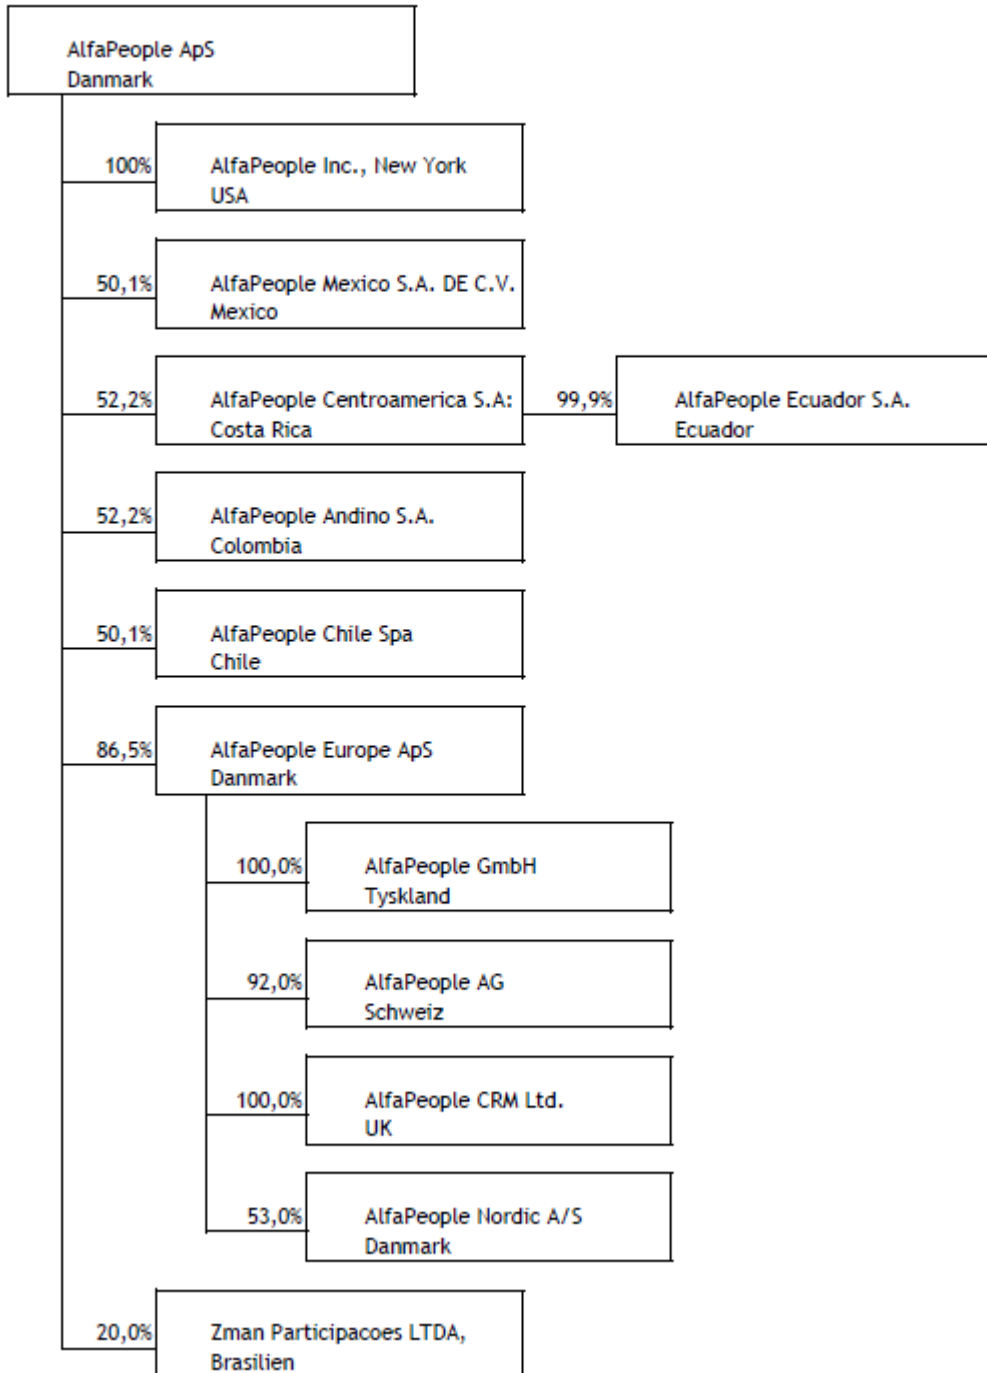 AlfaPeople ApS
Danmark
100%
AlfaPeople Inc., New York
USA
50,1%
AlfaPeople Mexico S.A. DE C.V.
Mexico
52,2%
AlfaPeople Centroamerica S.A:
Costa Rica
99,9%
AlfaPeople Ecuador S.A.
Ecuador
52,2%
AlfaPeople Andino S.A.
Colombia
50,1%
AlfaPeople Chile Spa
Chile
86,5%
AlfaPeople Europe ApS
Danmark
100,0%
AlfaPeople GmbH
Tyskland
92,0%
AlfaPeople AG
Schweiz
100,0%
AlfaPeople CRM Ltd.
UK
53,0%
AlfaPeople Nordic A/S
Danmark
20,0%
Zman Participacoes LTDA,
Brasilien